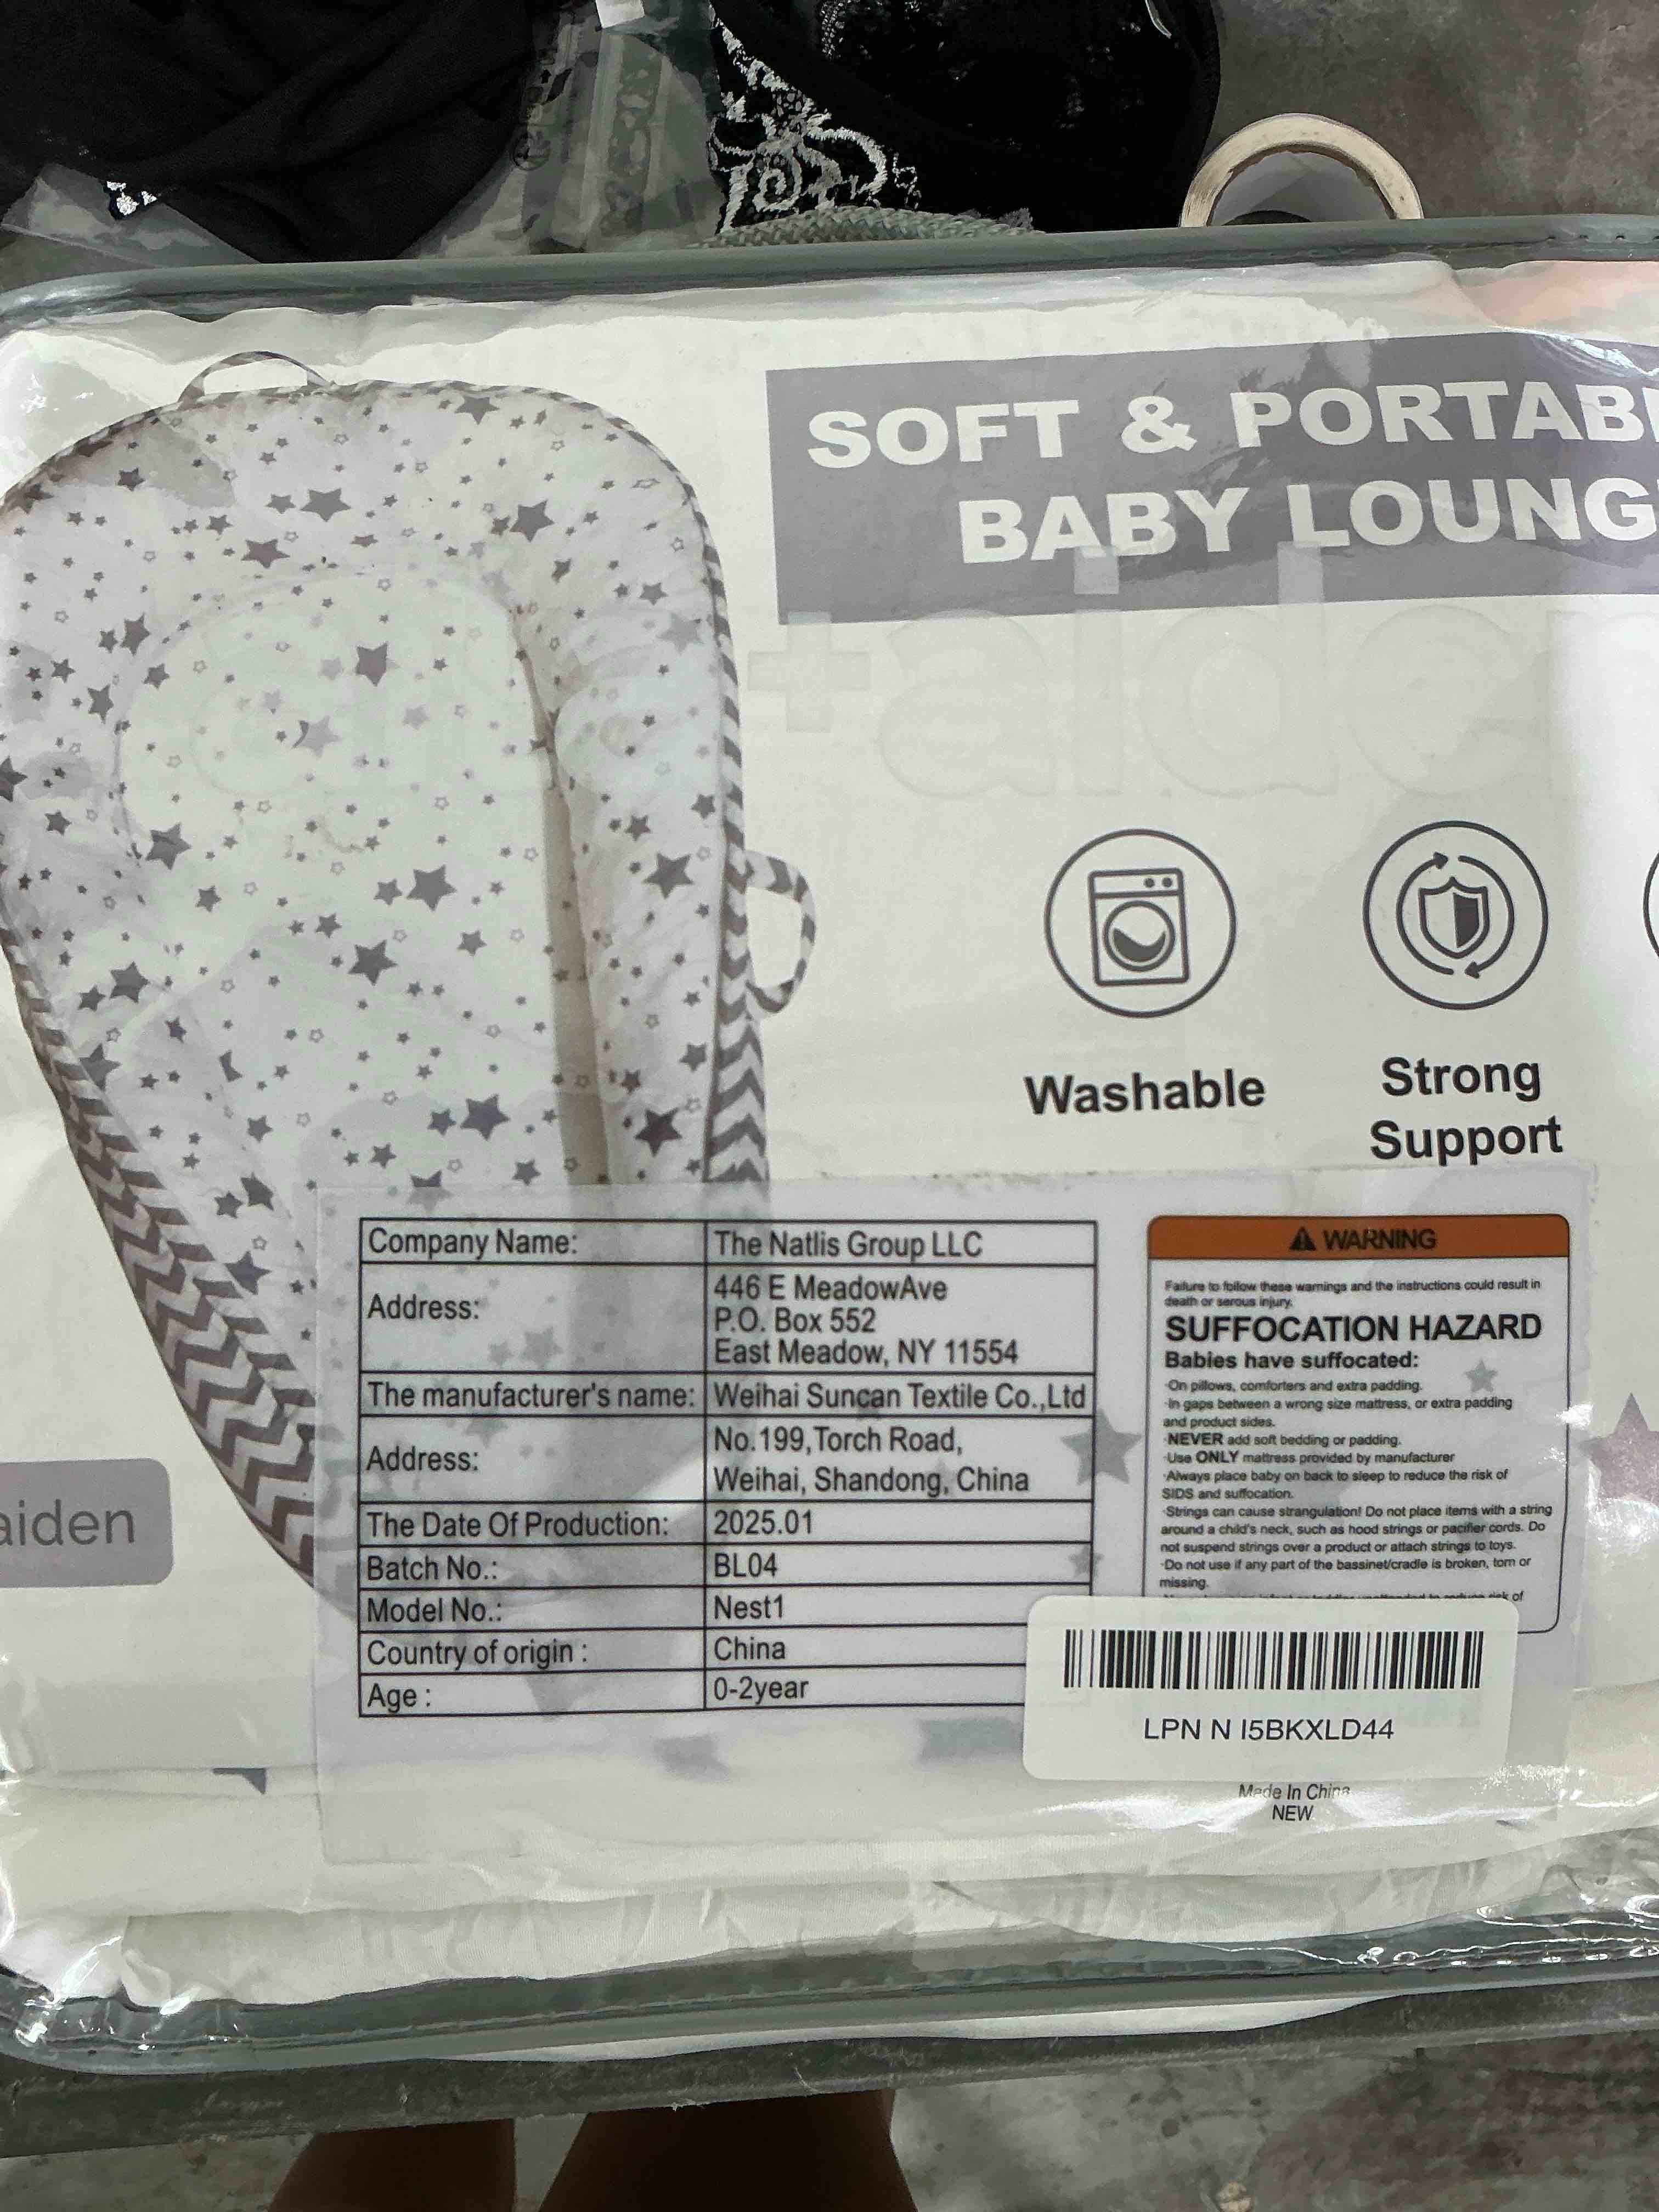 SOFT & PORTAB
BABY LOUNG
+aiden
Washable
Strong
Support
aiden
Company Name: The Natlis Group LLC
Address: 446 E MeadowAve
P.O. Box 552
East Meadow, NY 11554
The manufacturer's name: Weihai Suncan Textile Co.,Ltd
Address: No.199,Torch Road,
Weihai, Shandong, China
The Date Of Production: 2025.01
Batch No.: BL04
Model No.: Nest1
Country of origin : China
Age : 0-2year
WARNING
Failure to follow these warnings and the instructions could result in
death or serous injury.
SUFFOCATION HAZARD
Babies have suffocated:
·On pillows, comforters and extra padding.
·In gaps between a wrong size mattress, or extra padding
and product sides.
·NEVER add soft bedding or padding.
·Use ONLY mattress provided by manufacturer
·Always place baby on back to sleep to reduce the risk of
SIDS and suffocation.
·Strings can cause strangulation! Do not place items with a string
around a child's neck, such as hood strings or pacifier cords. Do
not suspend strings over a product or attach strings to toys.
·Do not use if any part of the bassinet/cradle is broken, torn or
missing.
risk of
LPN N I5BKXLD44
Made In China
NEW